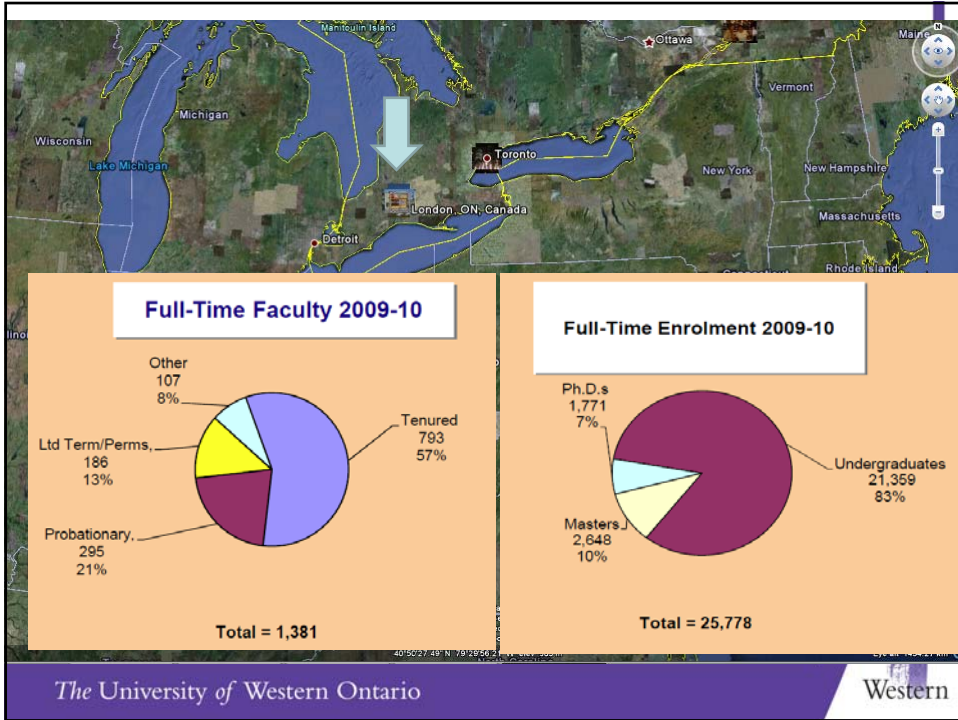 Manitoulin Island
Ottawa
Maine
N
Vermont
Michigan
Wisconsin
Toronto
Lake Michigan
New York
New Hampshire
London, ON, Canada
Massachusetts
Detroit
Rhode Island
Full-Time Faculty 2009-10
Other
107
8%
Tenured
793
57%
Ltd Term/Perms,
186
13%
Probationary,
295
21%
Total = 1,381
Full-Time Enrolment 2009-10
Ph.D.s
1,771
7%
Undergraduates
21,359
83%
Masters
2,648
10%
Total = 25,778
The University of Western Ontario
Western